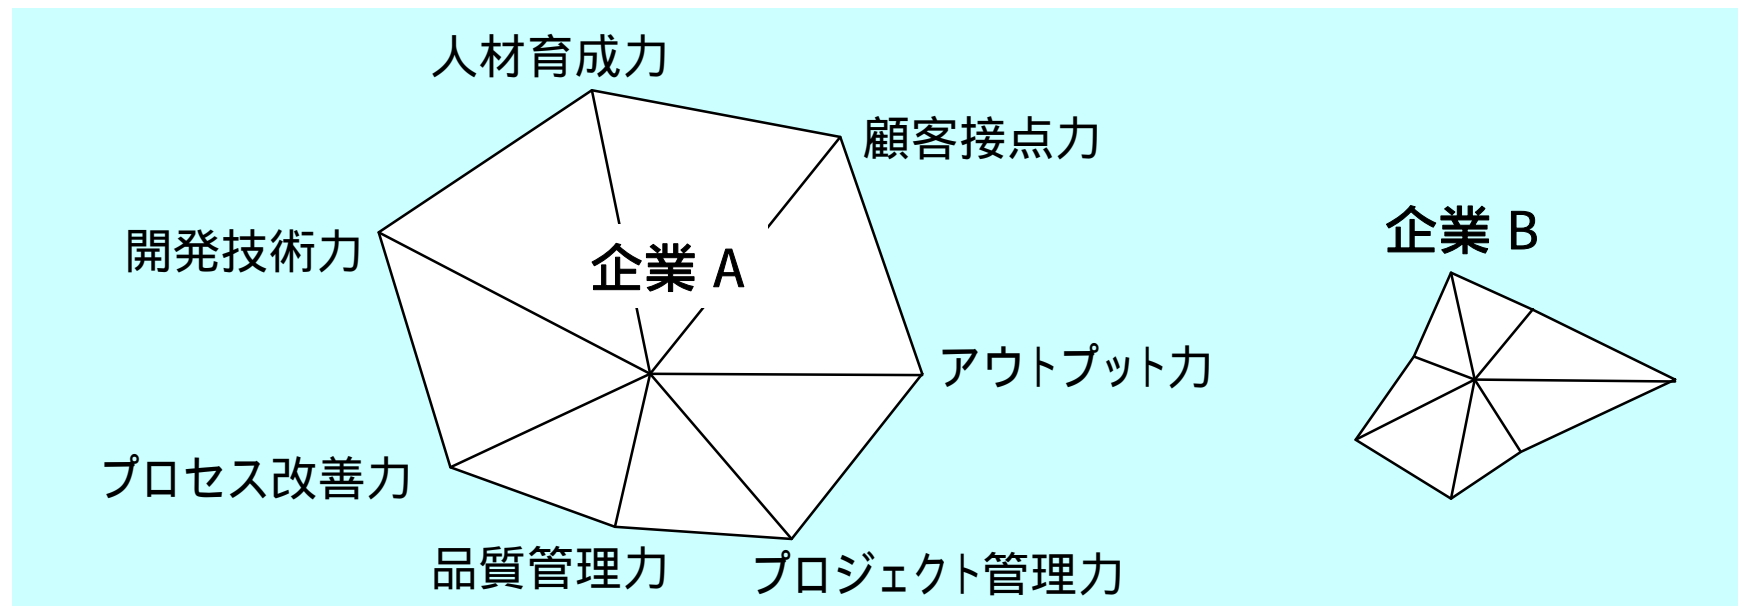 人材育成力
顧客接点力
企業 B
開発技術力
企業 A
アウトプット力
プロセス改善力
品質管理力
プロジェクト管理力